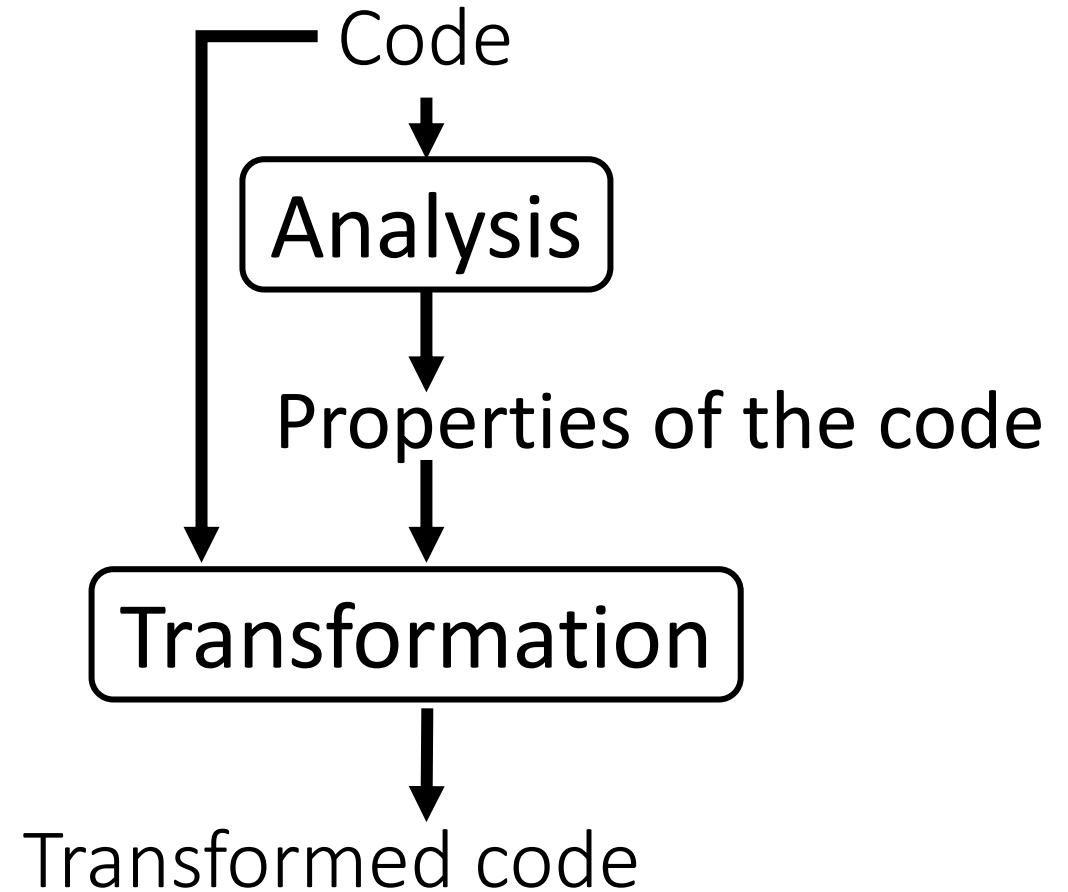 Code
Analysis
Properties of the code
Transformation
Transformed code